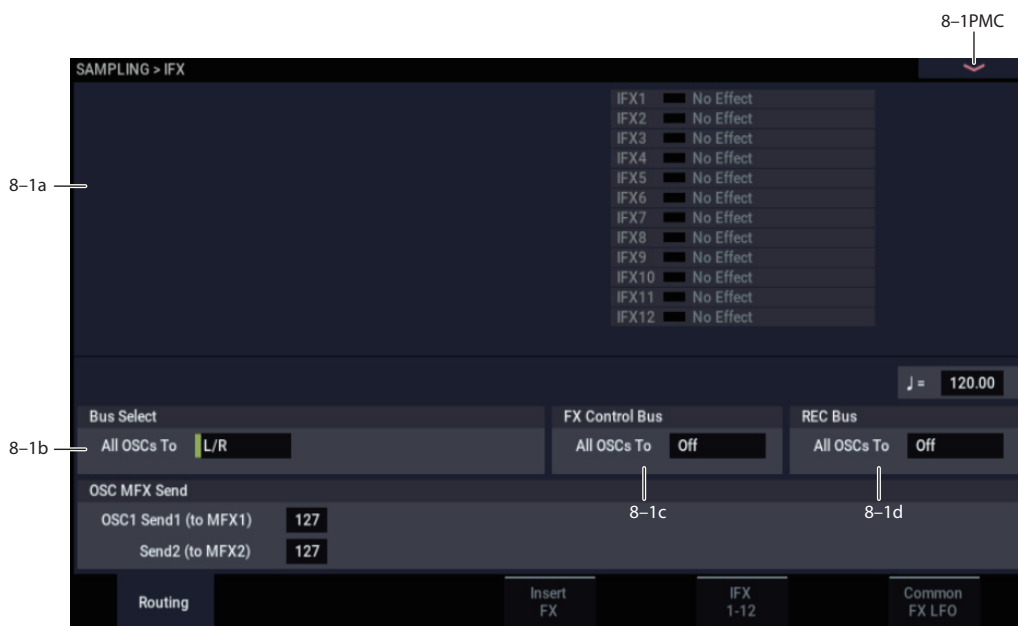 8–1PMC
SAMPLING > IFX
IFX1 No Effect
IFX2 No Effect
IFX3 No Effect
IFX4 No Effect
8–1a
IFX5 No Effect
IFX6 No Effect
IFX7 No Effect
IFX8 No Effect
IFX9 No Effect
IFX10 No Effect
IFX11 No Effect
IFX12 No Effect
♩= 120.00
Bus Select
FX Control Bus
REC Bus
8–1b
All OSCs To L/R
All OSCs To Off
All OSCs To Off
OSC MFX Send
8–1c
8–1d
OSC1 Send1 (to MFX1) 127
Send2 (to MFX2) 127
Routing
Insert
FX
IFX
1-12
Common
FX LFO